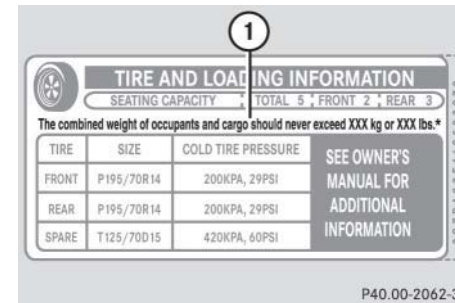 1
TIRE AND LOADING INFORMATION
SEATING CAPACITY TOTAL 5 FRONT 2 REAR 3
The combined weight of occupants and cargo should never exceed XXX kg or XXX lbs.*
TIRE SIZE COLD TIRE PRESSURE SEE OWNER'S MANUAL FOR ADDITIONAL INFORMATION
FRONT P195/70R14 200KPA, 29PSI
REAR P195/70R14 200KPA, 29PSI
SPARE T125/70D15 420KPA, 60PSI
P40.00-2062-3